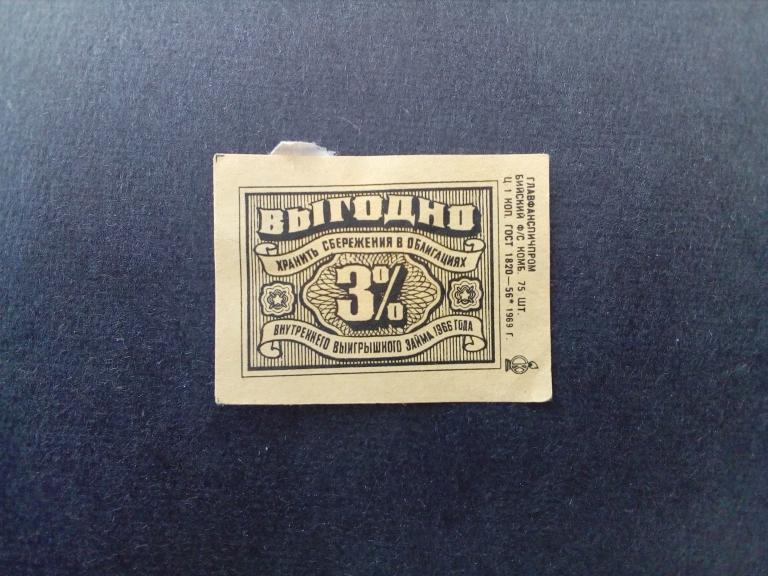 ВЫГОДНО
ХРАНИТЬ СБЕРЕЖЕНИЯ В ОБЛИГАЦИЯХ
3%
ВНУТРЕННЕГО ВЫИГРЫШНОГО ЗАЙМА 1966 ГОДА
ГЛАВФАНСПИЧПРОМ
БИЙСКИЙ Ф/С КОМБ. 75 ШТ.
Ц. 1 КОП. ГОСТ 1820—56* 1969 г.